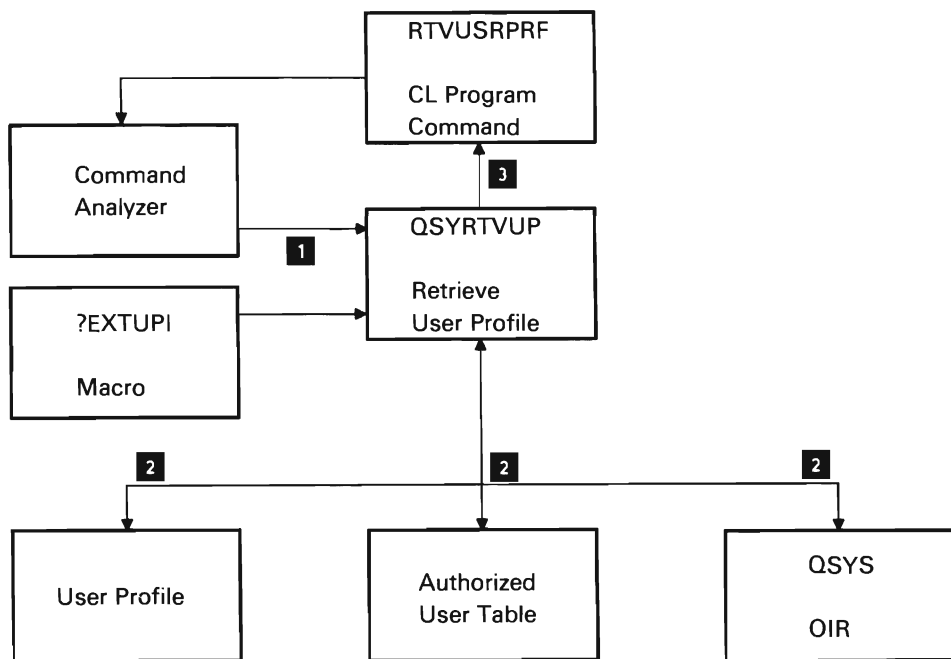 RTVUSRPRF
CL Program
Command
Command
Analyzer
3
1
QSYRTVUP
Retrieve
User Profile
?EXTUPI
Macro
2
2
2
User Profile
Authorized
User Table
QSYS
OIR